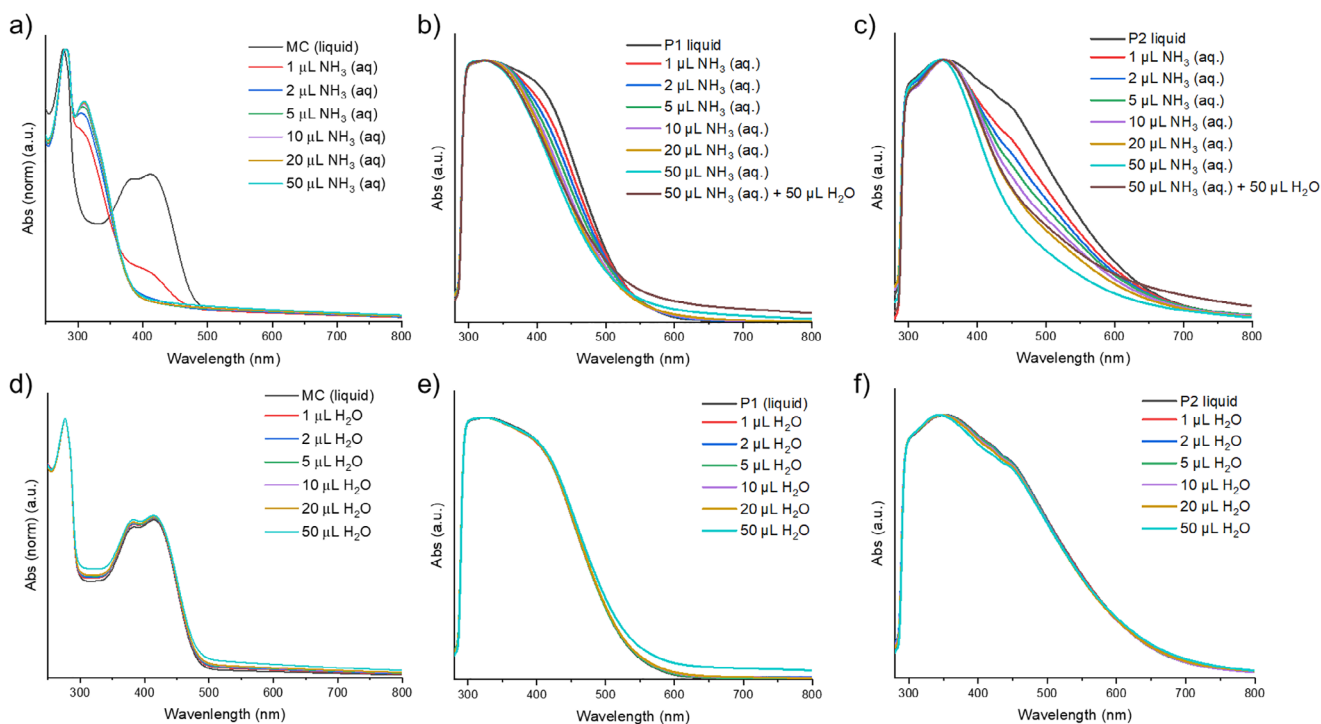 a)
MC (liquid)
1 μL NH₃ (aq)
2 μL NH₃ (aq)
5 μL NH₃ (aq)
10 μL NH₃ (aq)
20 μL NH₃ (aq)
50 μL NH₃ (aq)
Abs (norm) (a.u.)
300 400 500 600 700 800
Wavelength (nm)
b)
P1 liquid
1 μL NH₃ (aq.)
2 μL NH₃ (aq.)
5 μL NH₃ (aq.)
10 μL NH₃ (aq.)
20 μL NH₃ (aq.)
50 μL NH₃ (aq.)
50 μL NH₃ (aq.) + 50 μL H₂O
Abs (a.u.)
300 400 500 600 700 800
Wavelength (nm)
c)
P2 liquid
1 μL NH₃ (aq.)
2 μL NH₃ (aq.)
5 μL NH₃ (aq.)
10 μL NH₃ (aq.)
20 μL NH₃ (aq.)
50 μL NH₃ (aq.)
50 μL NH₃ (aq.) + 50 μL H₂O
Abs (a.u.)
300 400 500 600 700 800
Wavelength (nm)
d)
MC (liquid)
1 μL H₂O
2 μL H₂O
5 μL H₂O
10 μL H₂O
20 μL H₂O
50 μL H₂O
Abs (norm) (a.u.)
300 400 500 600 700 800
Wavenlength (nm)
e)
P1 (liquid)
1 μL H₂O
2 μL H₂O
5 μL H₂O
10 μL H₂O
20 μL H₂O
50 μL H₂O
Abs (a.u.)
300 400 500 600 700 800
Wavelength (nm)
f)
P2 liquid
1 μL H₂O
2 μL H₂O
5 μL H₂O
10 μL H₂O
20 μL H₂O
50 μL H₂O
Abs (a.u.)
300 400 500 600 700 800
Wavelength (nm)